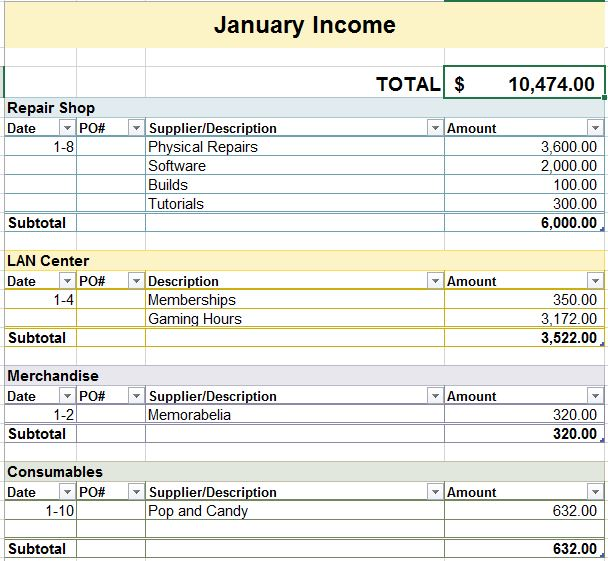 January Income
TOTAL $ 10,474.00
Repair Shop
Date PO# Supplier/Description Amount
1-8 Physical Repairs 3,600.00
Software 2,000.00
Builds 100.00
Tutorials 300.00
Subtotal 6,000.00
LAN Center
Date PO# Description Amount
1-4 Memberships 350.00
Gaming Hours 3,172.00
Subtotal 3,522.00
Merchandise
Date PO# Supplier/Description Amount
1-2 Memorabelia 320.00
Subtotal 320.00
Consumables
Date PO# Supplier/Description Amount
1-10 Pop and Candy 632.00
Subtotal 632.00